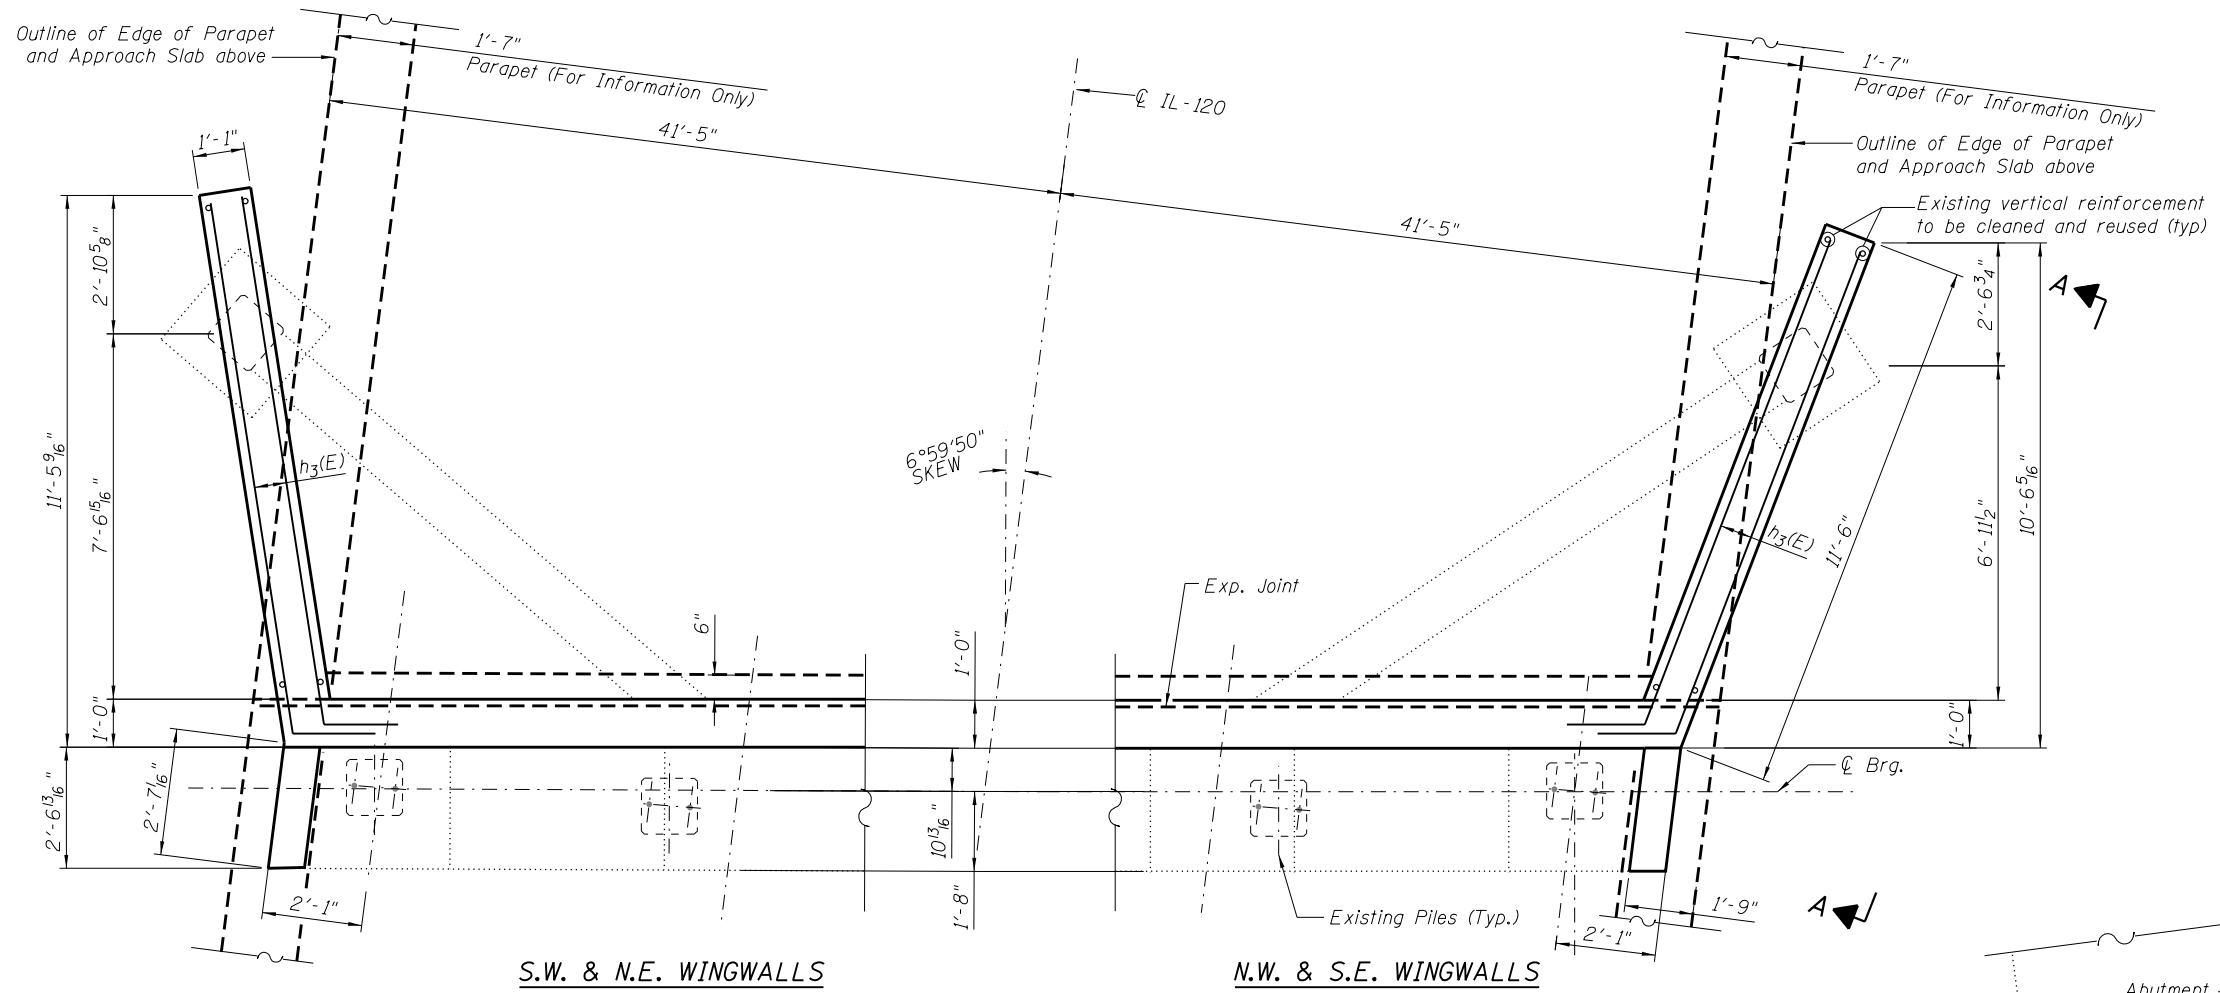 Outline of Edge of Parapet
and Approach Slab above
1'-7"
Parapet (For Information Only)
℄ IL-120
41'-5"
41'-5"
1'-7"
Parapet (For Information Only)
Outline of Edge of Parapet
and Approach Slab above
Existing vertical reinforcement
to be cleaned and reused (typ)
1'-1"
2'-10 5/8"
11'-5 9/16"
7'-6 15/16"
1'-0"
2'-6 13/16"
2'-7 1/16"
2'-1"
h3(E)
6°59'50"
SKEW
6"
1'-0"
10 13/16"
1'-8"
Exp. Joint
h3(E)
11'-6"
2'-6 3/4"
6'-11 1/2"
10'-6 5/16"
1'-0"
A
℄ Brg.
Existing Piles (Typ.)
1'-9"
2'-1"
A
S.W. & N.E. WINGWALLS
N.W. & S.E. WINGWALLS
Abutment